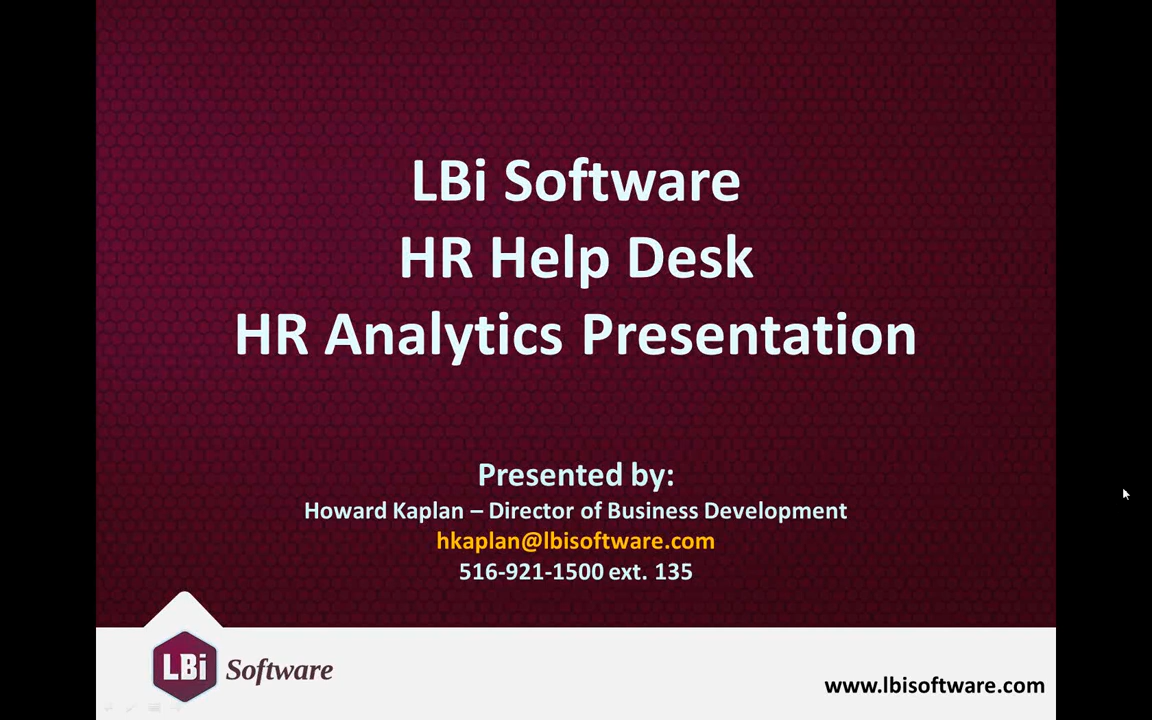 LBi Software
HR Help Desk
HR Analytics Presentation
Presented by:
Howard Kaplan – Director of Business Development
hkaplan@lbisoftware.com
516-921-1500 ext. 135
LBi Software
www.lbisoftware.com